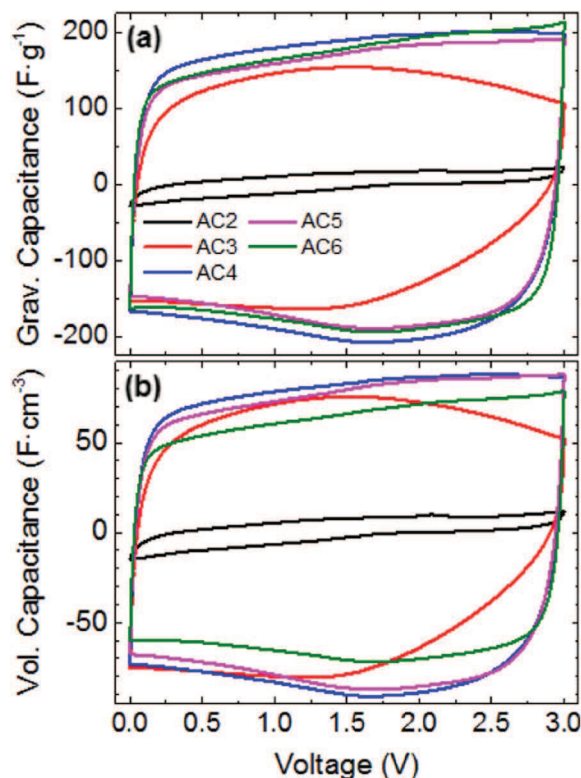 (a)
Grav. Capacitance (F·g⁻¹)
200
100
0
-100
-200
AC2 AC5
AC3 AC6
AC4
(b)
Vol. Capacitance (F·cm⁻³)
50
0
-50
0.0 0.5 1.0 1.5 2.0 2.5 3.0
Voltage (V)